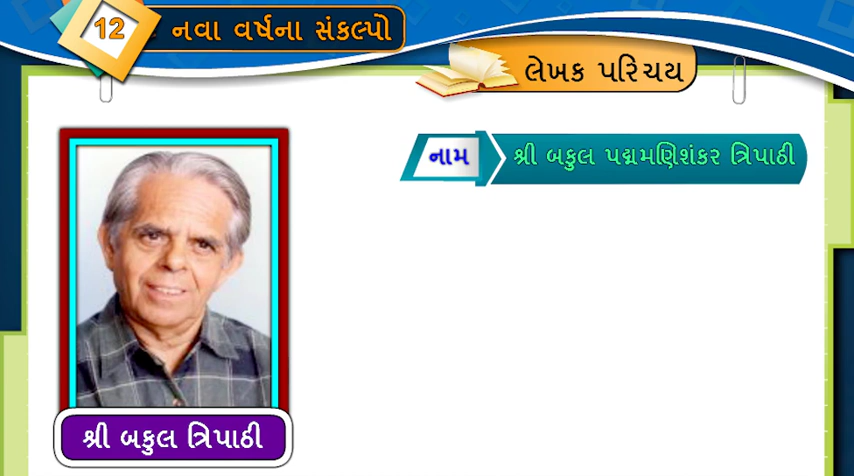 12 નવા વર્ષના સંકલ્પો
લેખક પરિચય
નામ શ્રી બકુલ પદ્મમણિશંકર ત્રિપાઠી
શ્રી બકુલ ત્રિપાઠી